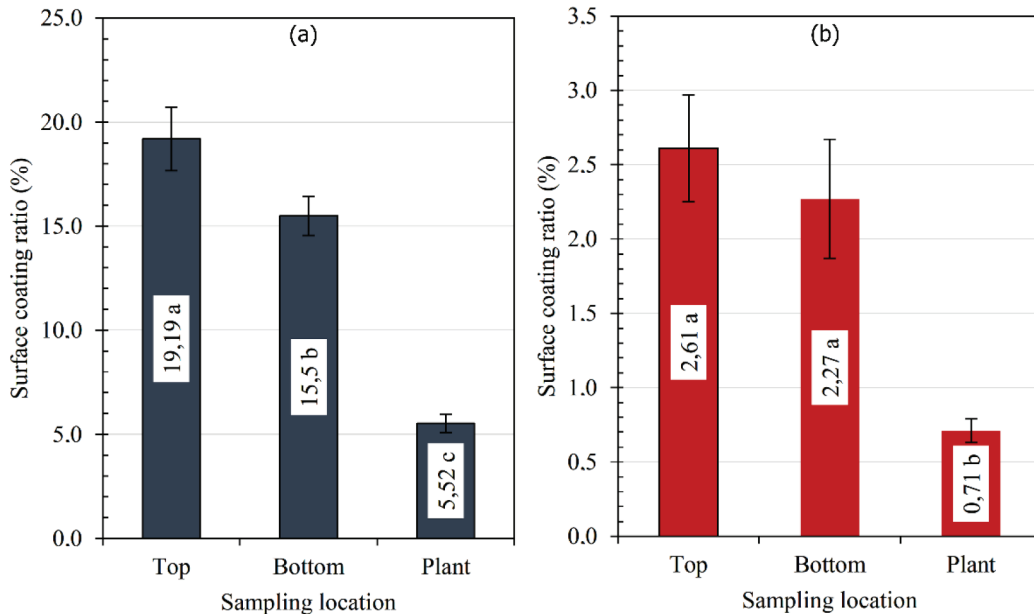 (a)
Surface coating ratio (%)
25.0
20.0
15.0
10.0
5.0
0.0
19,19 a
15,5 b
5,52 c
Top Bottom Plant
Sampling location
(b)
Surface coating ratio (%)
3.5
3.0
2.5
2.0
1.5
1.0
0.5
0.0
2,61 a
2,27 a
0,71 b
Top Bottom Plant
Sampling location